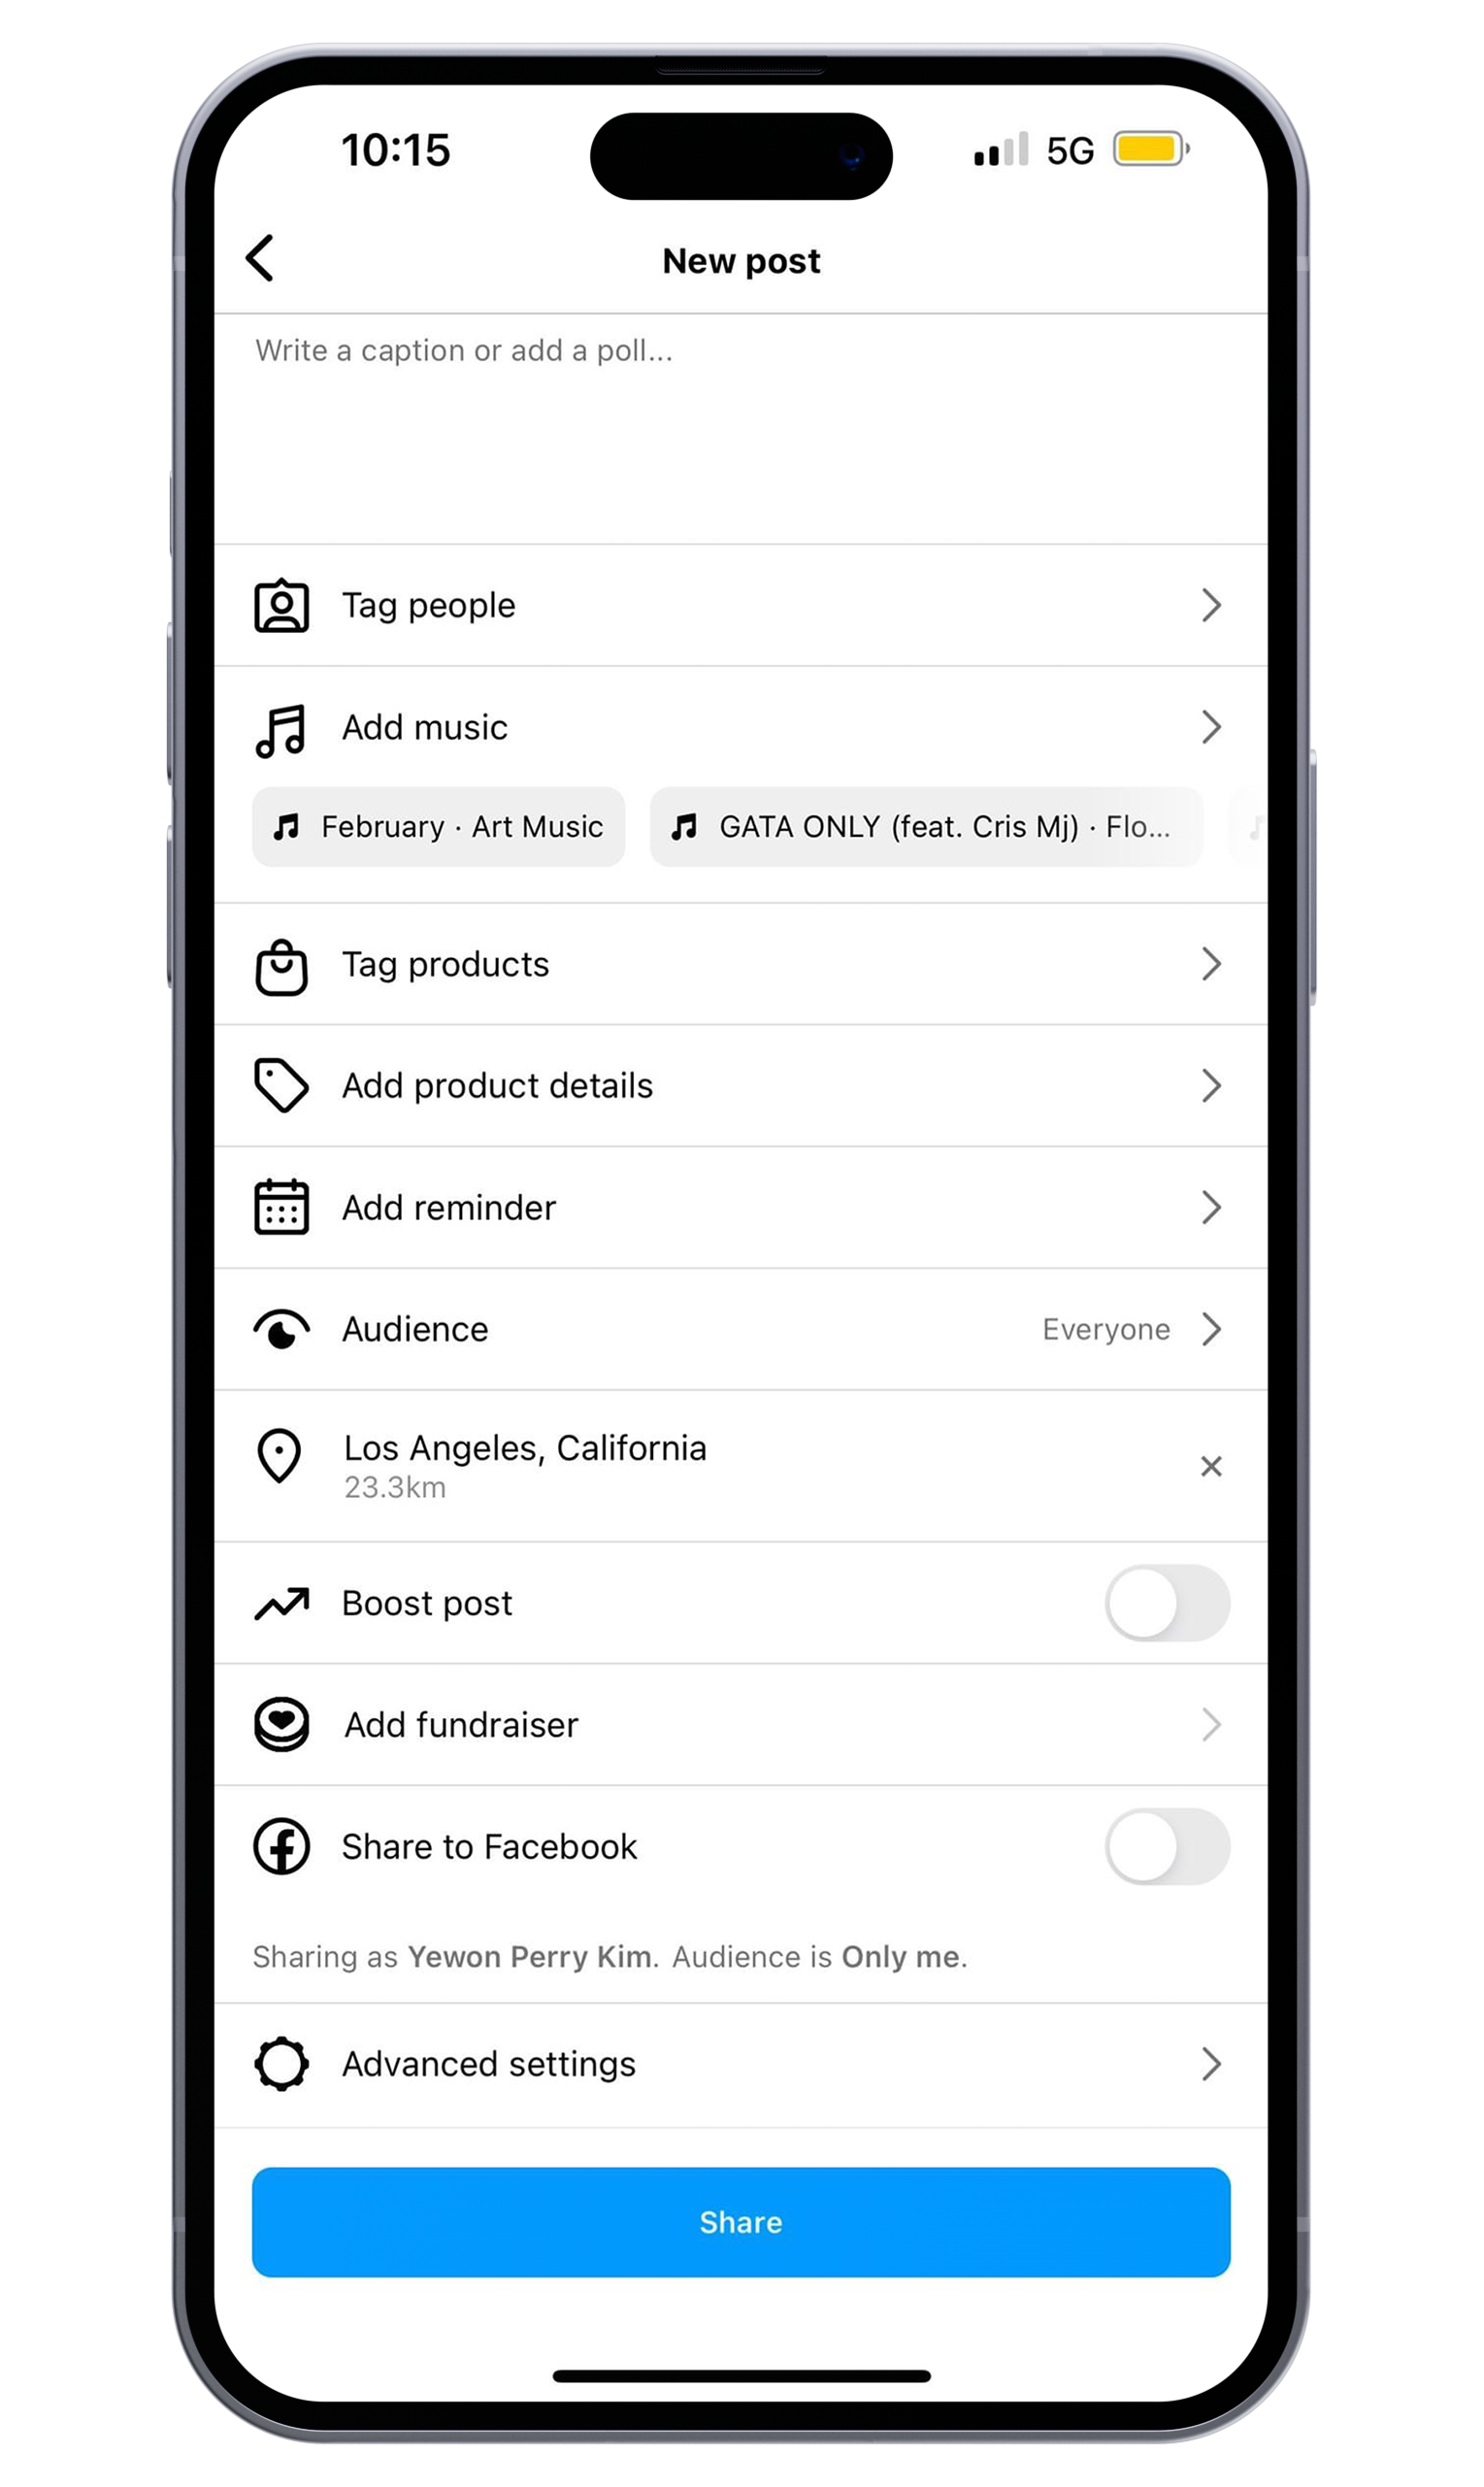 10:15 5G
New post
Write a caption or add a poll...
Tag people
Add music
February · Art Music GATA ONLY (feat. Cris Mj) · Flo...
Tag products
Add product details
Add reminder
Audience Everyone
Los Angeles, California
23.3km
Boost post
Add fundraiser
Share to Facebook
Sharing as Yewon Perry Kim. Audience is Only me.
Advanced settings
Share